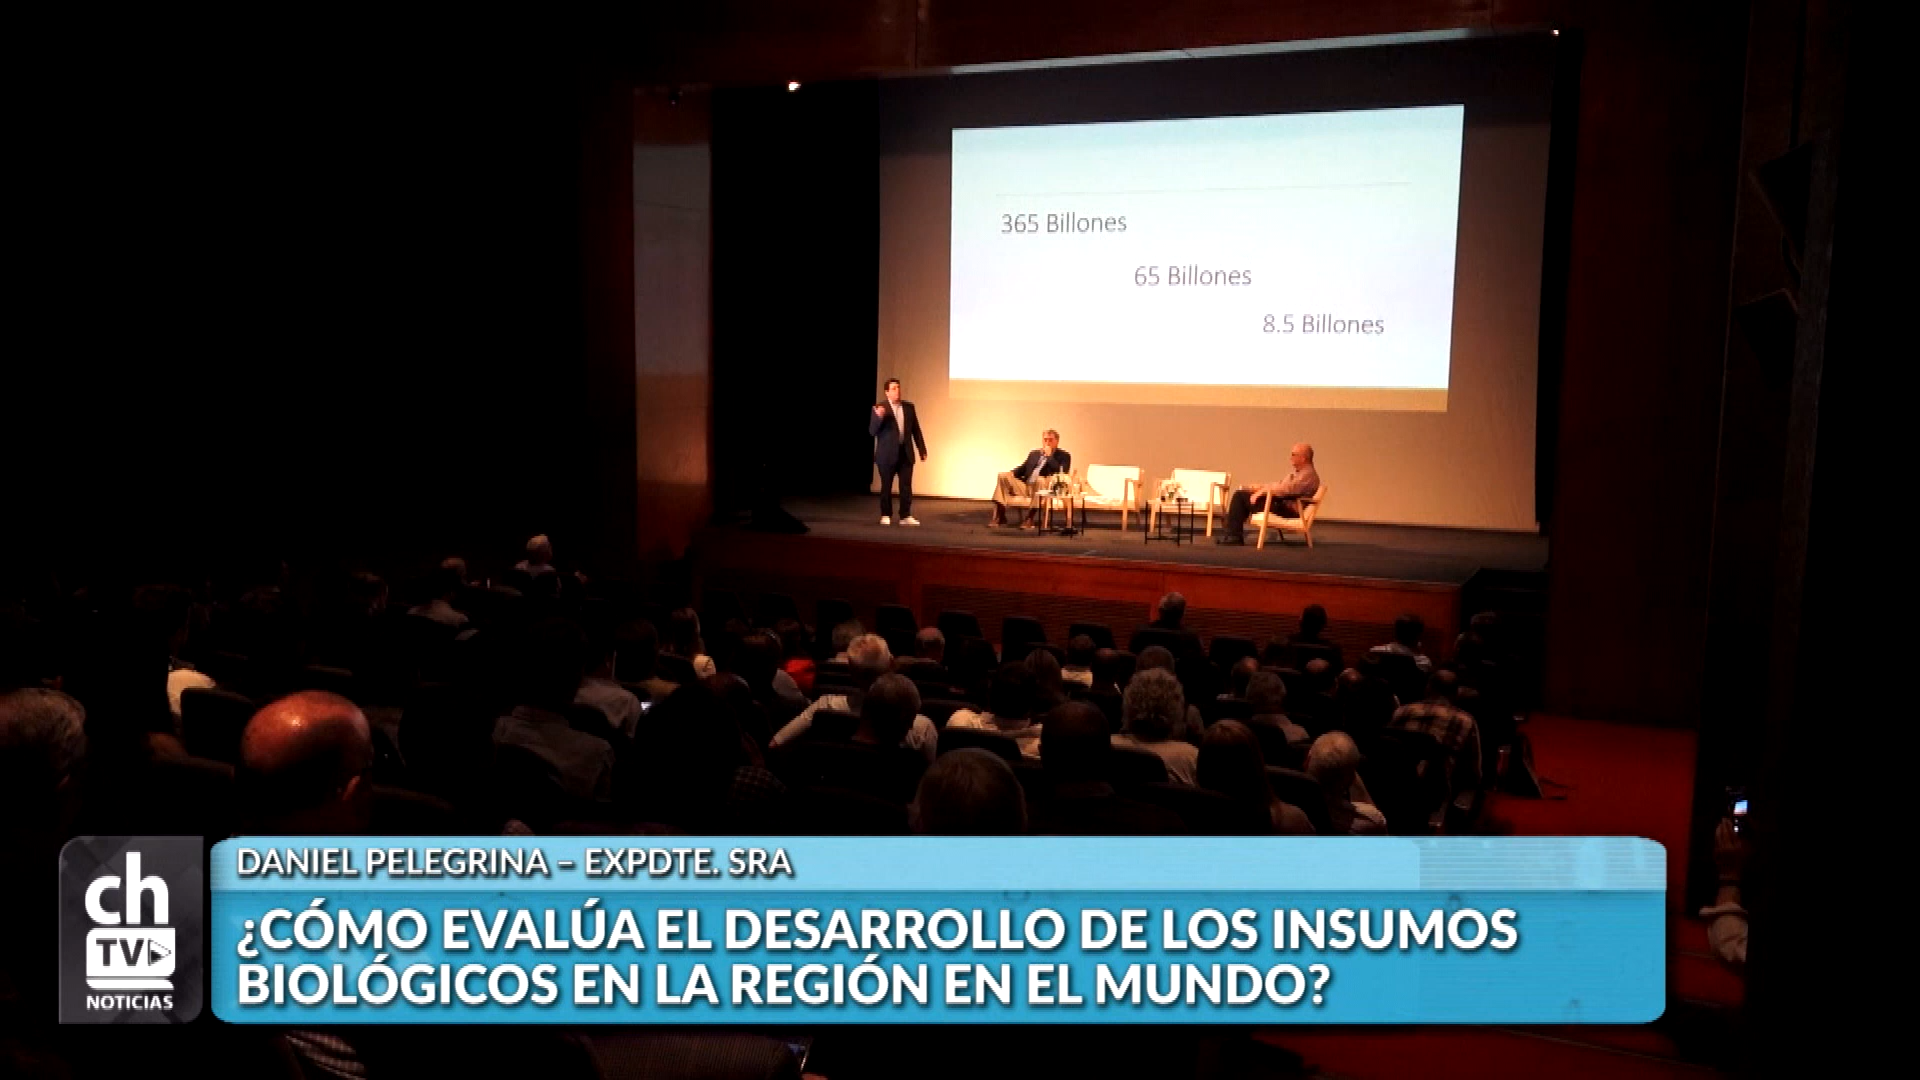 365 Billones
65 Billones
8.5 Billones
DANIEL PELEGRINA – EXPDTE. SRA
¿CÓMO EVALÚA EL DESARROLLO DE LOS INSUMOS
BIOLÓGICOS EN LA REGIÓN EN EL MUNDO?
ch
TV
NOTICIAS